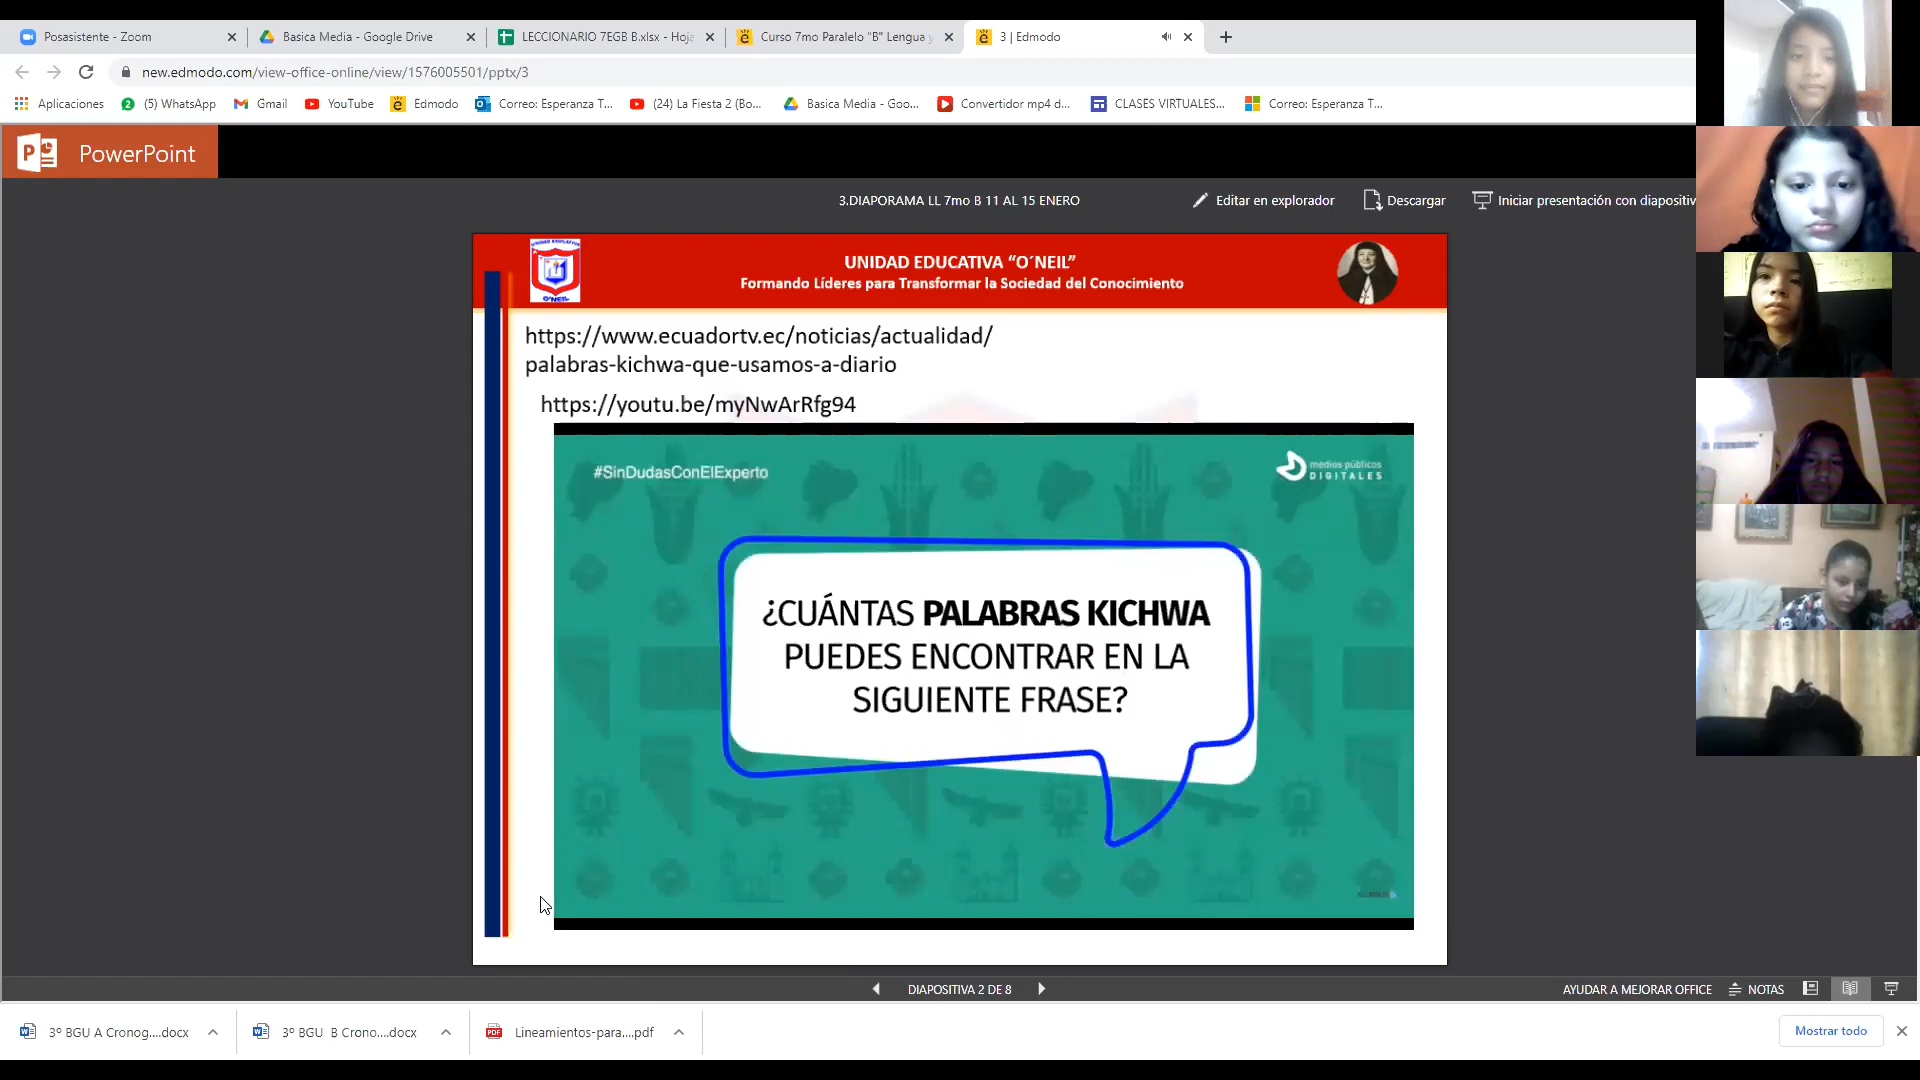 Posasistente - Zoom
Basica Media - Google Drive
LECCIONARIO 7EGB B.xlsx - Hoja
Curso 7mo Paralelo "B" Lengua y
3 | Edmodo
new.edmodo.com/view-office-online/view/1576005501/pptx/3
Aplicaciones
(5) WhatsApp
Gmail
YouTube
Edmodo
Correo: Esperanza T...
(24) La Fiesta 2 (Bo...
Basica Media - Goo...
Convertidor mp4 d...
CLASES VIRTUALES...
Correo: Esperanza T...
PowerPoint
3.DIAPORAMA LL 7mo B 11 AL 15 ENERO
Editar en explorador
Descargar
Iniciar presentación con diapositiv
UNIDAD EDUCATIVA “O´NEIL”
Formando Líderes para Transformar la Sociedad del Conocimiento
O'NEIL
https://www.ecuadortv.ec/noticias/actualidad/
palabras-kichwa-que-usamos-a-diario
https://youtu.be/myNwArRfg94
#SinDudasConElExperto
medios públicos
DIGITALES
¿CUÁNTAS PALABRAS KICHWA
PUEDES ENCONTRAR EN LA
SIGUIENTE FRASE?
DIAPOSITIVA 2 DE 8
AYUDAR A MEJORAR OFFICE
NOTAS
3º BGU A Cronog....docx
3º BGU B Crono....docx
Lineamientos-para....pdf
Mostrar todo